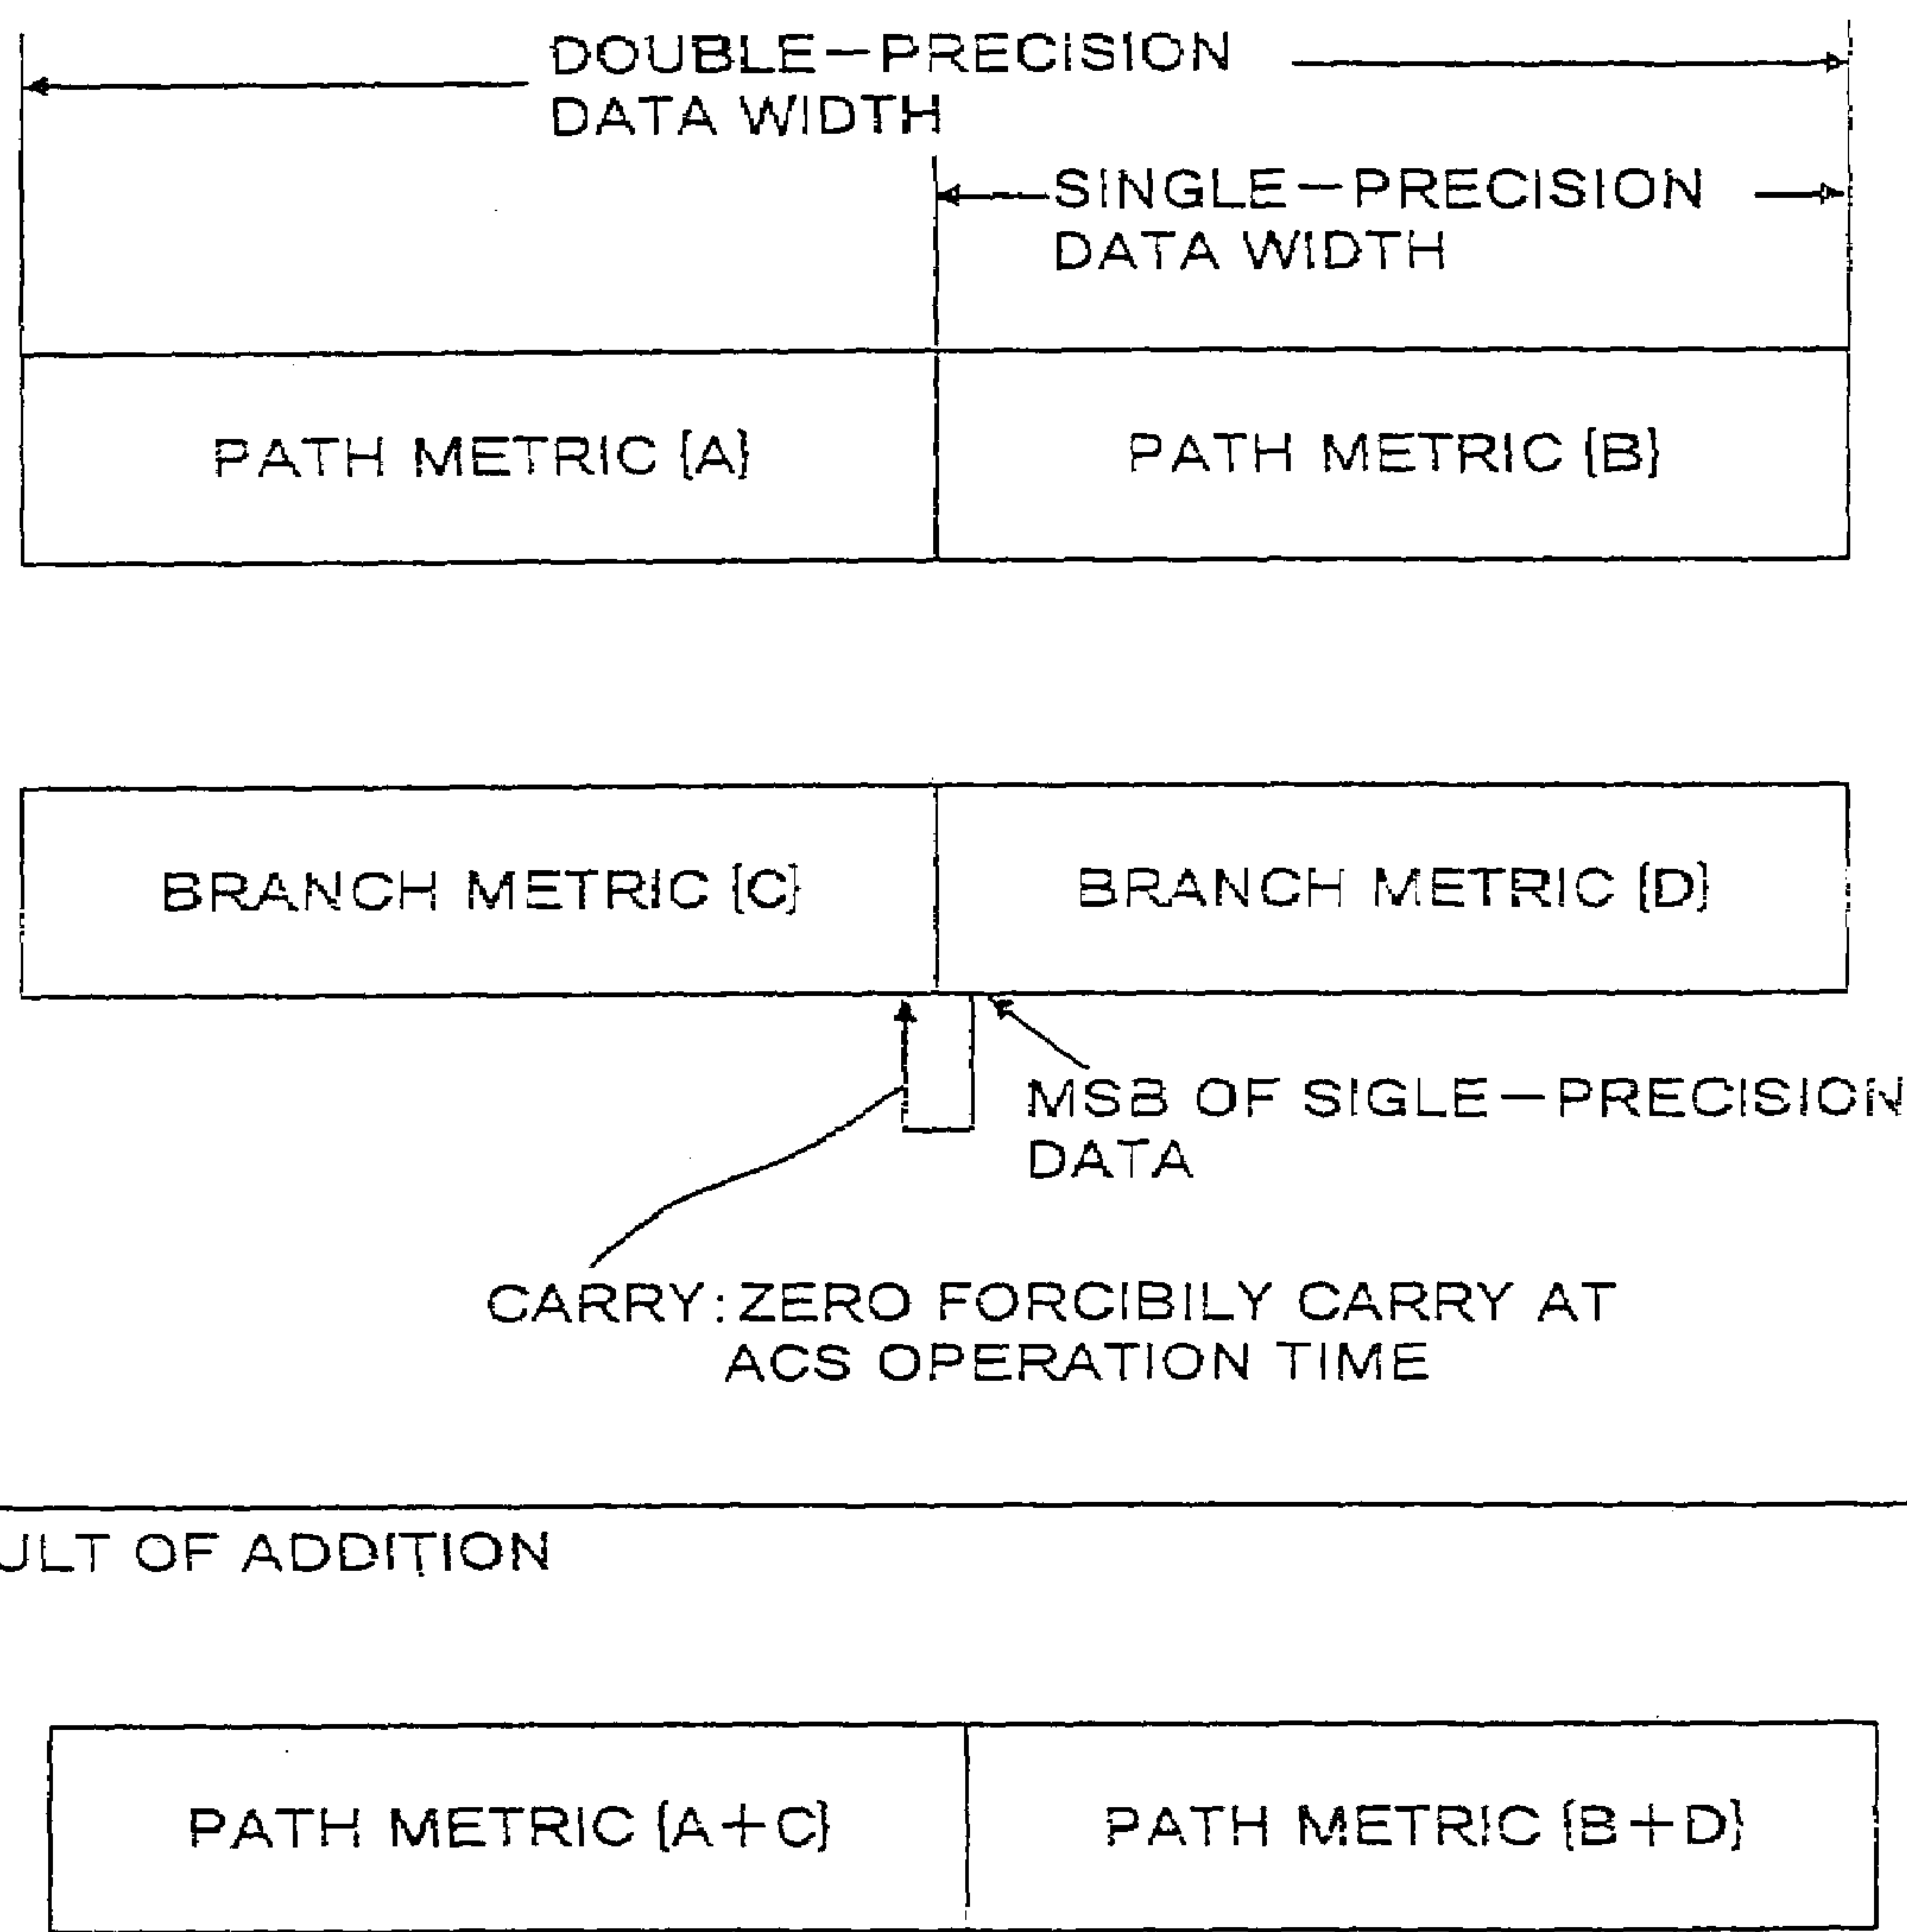 DOUBLE-PRECISION
DATA WIDTH
SINGLE-PRECISION
DATA WIDTH
PATH METRIC {A}
PATH METRIC {B}
BRANCH METRIC {C}
BRANCH METRIC {D}
MSB OF SIGLE-PRECISION
DATA
CARRY:ZERO FORCIBILY CARRY AT
ACS OPERATION TIME
ULT OF ADDITION
PATH METRIC {A+C}
PATH METRIC {B+D}